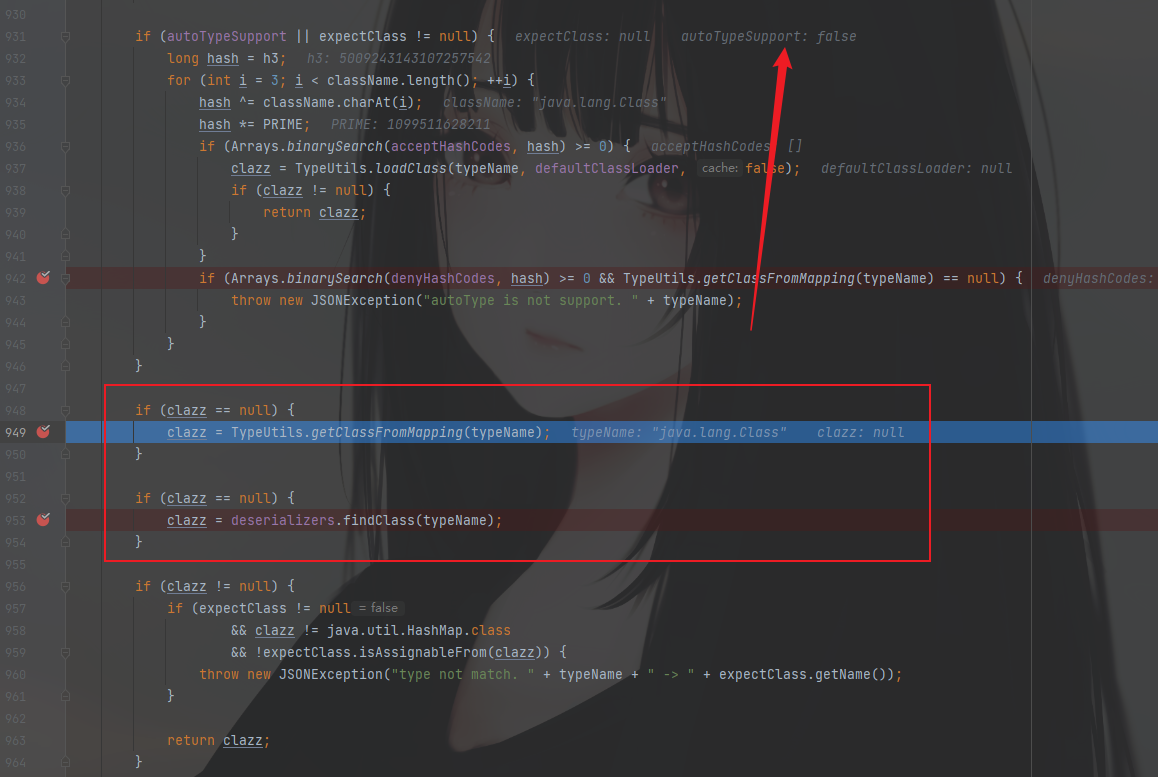 930
931 if (autoTypeSupport || expectClass != null) { expectClass: null autoTypeSupport: false
932 long hash = h3; h3: 5009243143107257542
933 for (int i = 3; i < className.length(); ++i) {
934 hash ^= className.charAt(i); className: "java.lang.Class"
935 hash *= PRIME; PRIME: 1099511628211
936 if (Arrays.binarySearch(acceptHashCodes, hash) >= 0) { acceptHashCodes []
937 clazz = TypeUtils.loadClass(typeName, defaultClassLoader, cache: false); defaultClassLoader: null
938 if (clazz != null) {
939 return clazz;
940 }
941 }
942 if (Arrays.binarySearch(denyHashCodes, hash) >= 0 && TypeUtils.getClassFromMapping(typeName) == null) { denyHashCodes:
943 throw new JSONException("autoType is not support. " + typeName);
944 }
945 }
946 }
947
948 if (clazz == null) {
949 clazz = TypeUtils.getClassFromMapping(typeName); typeName: "java.lang.Class" clazz: null
950 }
951
952 if (clazz == null) {
953 clazz = deserializers.findClass(typeName);
954 }
955
956 if (clazz != null) {
957 if (expectClass != null = false
958 && clazz != java.util.HashMap.class
959 && !expectClass.isAssignableFrom(clazz)) {
960 throw new JSONException("type not match. " + typeName + " -> " + expectClass.getName());
961 }
962
963 return clazz;
964 }